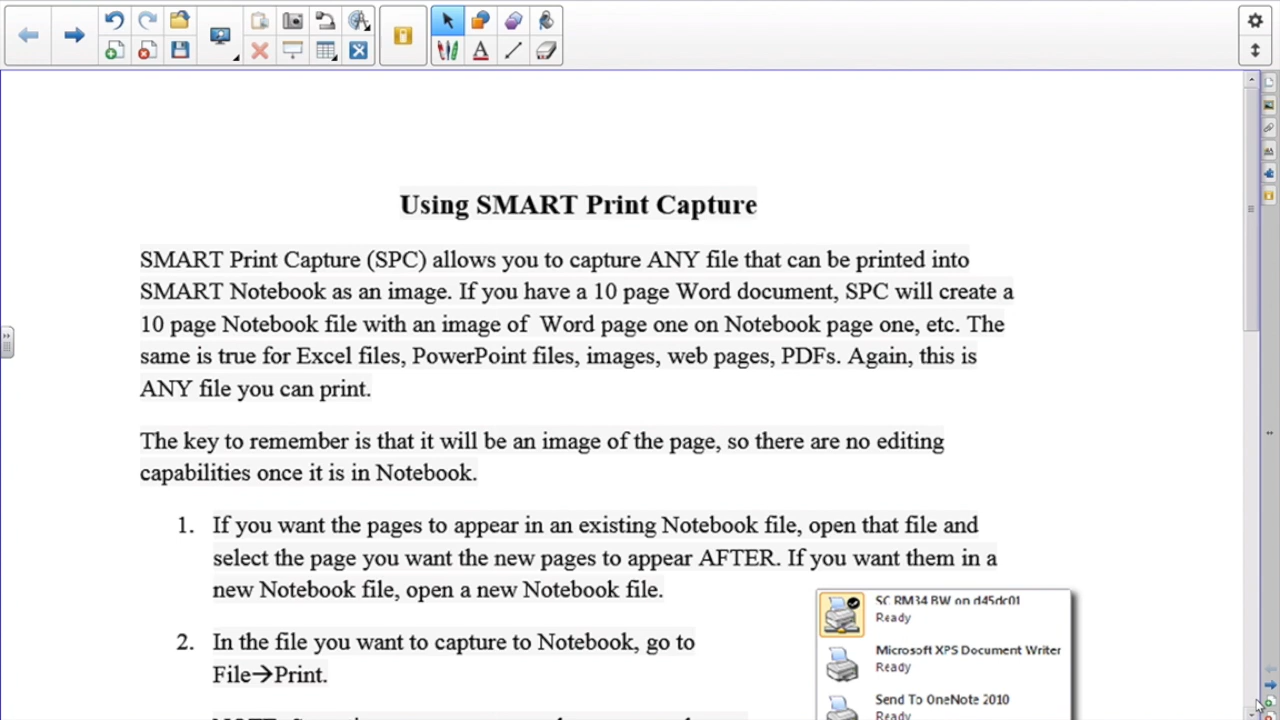 Using SMART Print Capture
SMART Print Capture (SPC) allows you to capture ANY file that can be printed into
SMART Notebook as an image. If you have a 10 page Word document, SPC will create a
10 page Notebook file with an image of  Word page one on Notebook page one, etc. The
same is true for Excel files, PowerPoint files, images, web pages, PDFs. Again, this is
ANY file you can print.
The key to remember is that it will be an image of the page, so there are no editing
capabilities once it is in Notebook.
1. If you want the pages to appear in an existing Notebook file, open that file and
select the page you want the new pages to appear AFTER. If you want them in a
new Notebook file, open a new Notebook file.
2. In the file you want to capture to Notebook, go to
File→Print.
SC RM34 BW on d45dc01
Ready
Microsoft XPS Document Writer
Ready
Send To OneNote 2010
Ready